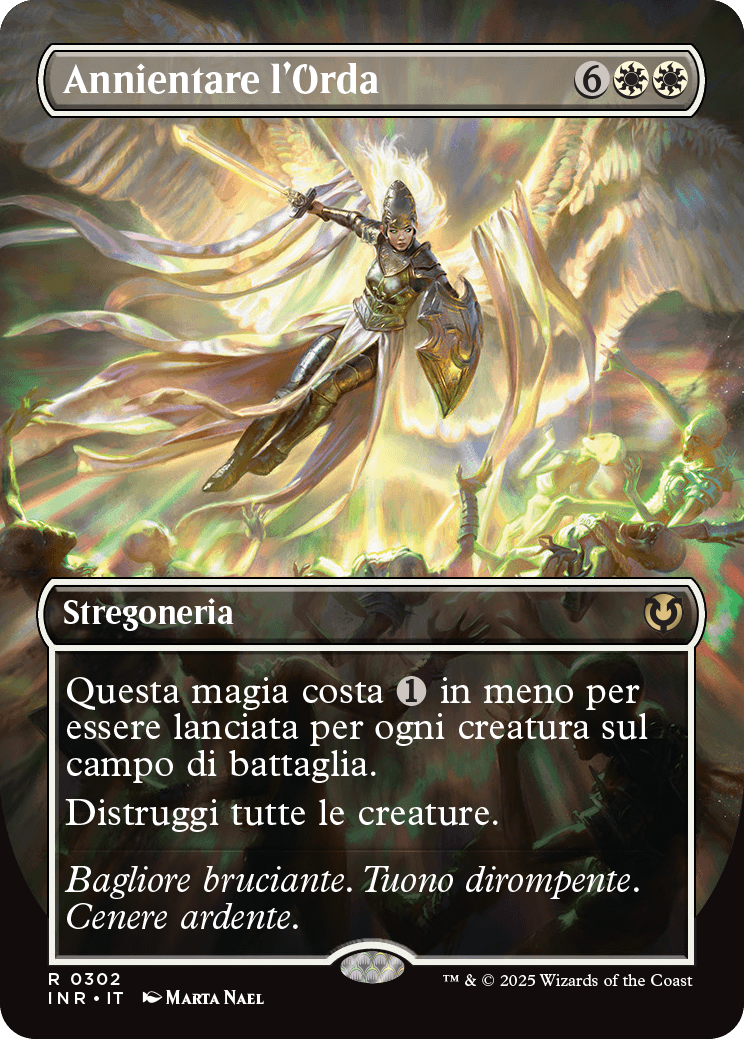 Annientare l'Orda 6
Stregoneria
Questa magia costa 1 in meno per
essere lanciata per ogni creatura sul
campo di battaglia.
Distruggi tutte le creature.
Bagliore bruciante. Tuono dirompente.
Cenere ardente.
R 0302
INR • IT Marta Nael
™ & © 2025 Wizards of the Coast